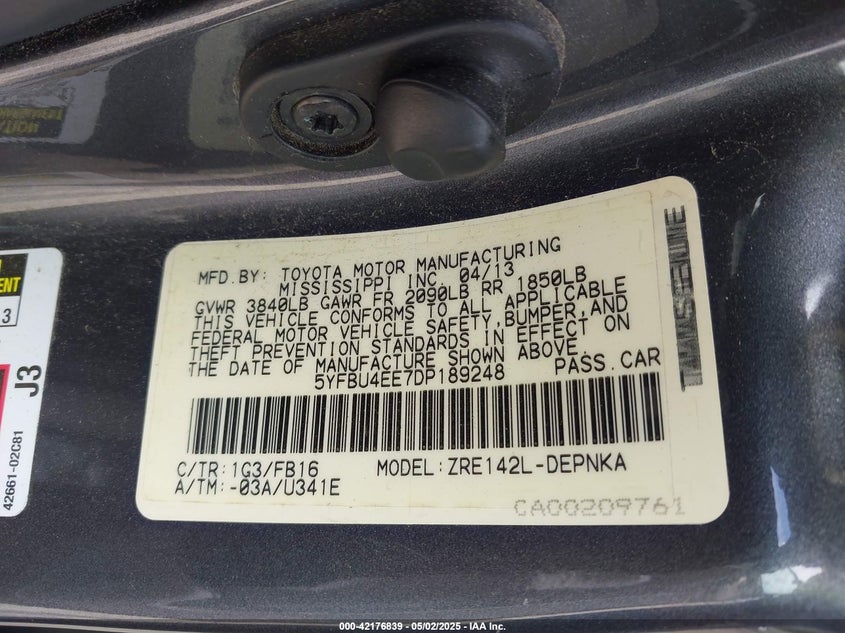 MFD.BY: TOYOTA MOTOR MANUFACTURING
MISSISSIPPI INC. 04/13
GVWR 3840LB GAWR FR 2090LB RR 1850LB
THIS VEHICLE CONFORMS TO ALL APPLICABLE
FEDERAL MOTOR VEHICLE SAFETY,BUMPER,AND
THEFT PREVENTION STANDARDS IN EFFECT ON
THE DATE OF MANUFACTURE SHOWN ABOVE.
5YFBU4EE7DP189248 PASS.CAR
C/TR:1G3/FB16 MODEL:ZRE142L-DEPNKA
A/TM:-03A/U341E
CA00209761
3
J3
42661-02C81
000-42176839 - 05/02/2025 - IAA Inc.